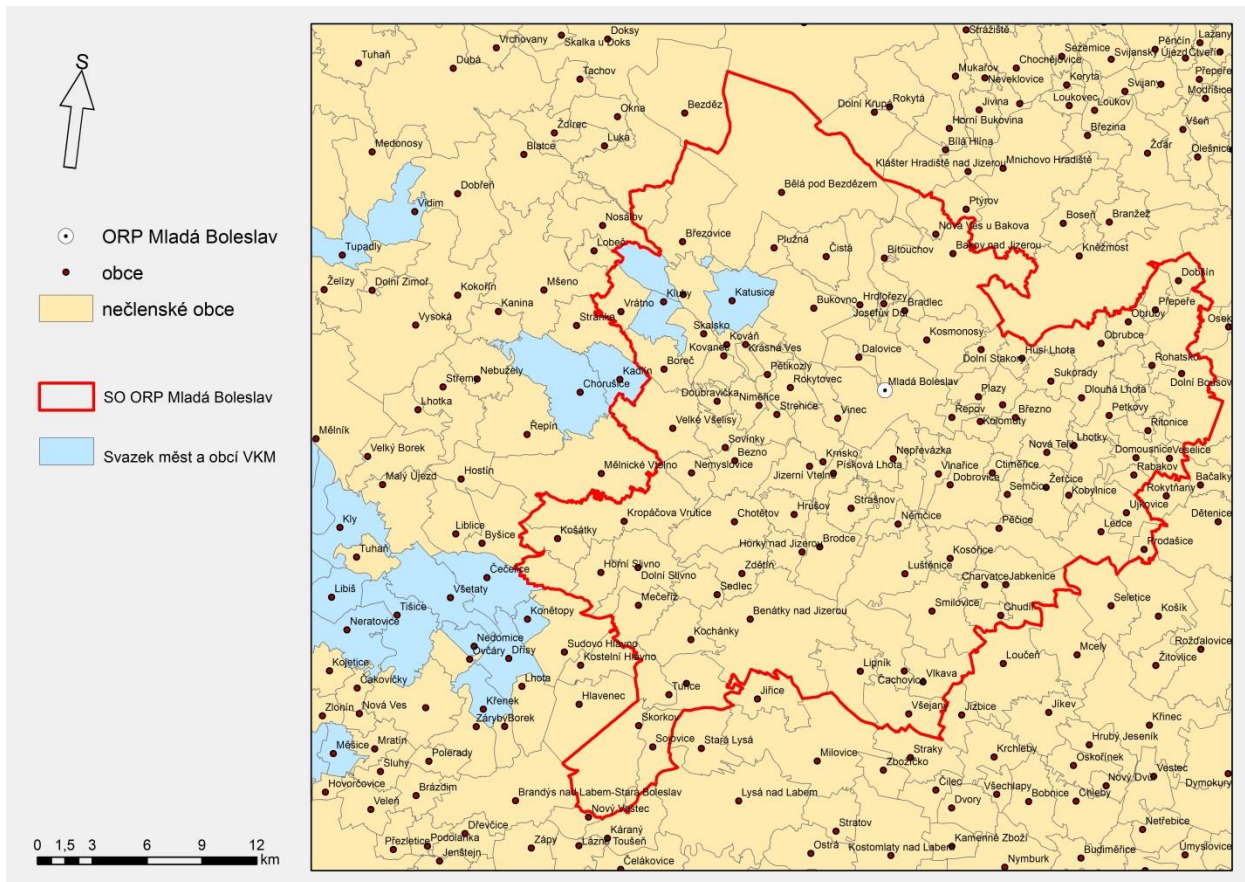 S
ORP Mladá Boleslav
obce
nečlenské obce
SO ORP Mladá Boleslav
Svazek měst a obcí VKM
0 1,5 3 6 9 12
km
Doksy
Vrchovany
Skalka u Doks
Tuhaň
Dubá
Tachov
Okna
Bezděz
Ždírec
Luka
Blatce
Medonosy
Strážiště
Pěnčín
Lažany
Sezemice
Svijanský Újezd
Čtveřín
Chocnějovice
Mukařov
Neveklovice
Koryta
Svijany
Přepeře
Modřišice
Dolní Krupá
Rokytá
Jivina
Loukovec
Loukov
Horní Bukovina
Březina
Všeň
Bílá Hlína
Žďár
Olešnice
Klášter Hradiště nad Jizerou
Mnichovo Hradiště
Dobřeň
Vidim
Bělá pod Bezdězem
Ptýrov
Nosálov
Boseň
Branžež
Nová Ves u Bakova
Tupadly
Lobeč
Březovice
Plužná
Čistá
Bítouchov
Bakov nad Jizerou
Kněžmost
Dobšín
Želízy
Dolní Zimoř
Kokořín
Mšeno
Kluky
Katusice
Kanina
Vrátno
Bukovno
Hrdlořezy
Josefův Důl
Bradlec
Přepeře
Obruby
Vysoká
Stránka
Skalsko
Kosmonosy
Osek
Kováň
Obrubce
Kovanec
Krásná Ves
Dalovice
Dolní Stakory
Husí Lhota
Rohatsko
Nebužely
Boreč
Pětikozly
Střemy
Kadlín
Chorušice
Rokytovec
Mladá Boleslav
Sukorady
Dolní Bousov
Doubravička
Niměřice
Plazy
Dlouhá Lhota
Lhotka
Strenice
Vinec
Řepov
Březno
Kolomuty
Petkovy
Řitonice
Mělník
Řepín
Velké Všelisy
Velký Borek
Sovínky
Bezno
Krnsko
Nepřevázka
Nová Telib
Lhotky
Domousnice
Veselice
Malý Újezd
Hostín
Mělnické Vtelno
Nemyslovice
Jizerní Vtelno
Písková Lhota
Vinařice
Dobrovice
Ctiměřice
Rabakov
Bačalky
Semčice
Žerčice
Kobylnice
Rokytňany
Kly
Kropáčova Vrutice
Chotětov
Hrušov
Strašnov
Němčice
Pěčice
Ujkovice
Ledce
Dětenice
Liblice
Byšice
Košátky
Horky nad Jizerou
Brodce
Prodašice
Tuhaň
Kosořice
Horní Slivno
Dolní Slivno
Zdětín
Luštěnice
Čečelice
Charvatce
Jabkenice
Libiš
Všetaty
Sedlec
Mečeříž
Smilovice
Chudíř
Seletice
Košík
Tišice
Konětopy
Benátky nad Jizerou
Neratovice
Kochánky
Rožďalovice
Nedomice
Ovčáry
Dřísy
Sudovo Hlavno
Kostelní Hlavno
Loučeň
Mcely
Žitovlice
Kojetice
Lipník
Čachovice
Vlkava
Čakovičky
Lhota
Tuřice
Jiřice
Hlavenec
Všejany
Jizbice
Jíkev
Zlonín
Nová Ves
Křenek
Záryby
Borek
Skorkov
Křinec
Měšice
Mratín
Sojovice
Stará Lysá
Hrubý Jeseník
Sluhy
Polerady
Milovice
Straky
Zbožíčko
Krchleby
Oskořínek
Nový Dvůr
Vestec
Hovorčovice
Brázdim
Brandýs nad Labem-Stará Boleslav
Lysá nad Labem
Čilec
Všechlapy
Bobnice
Chleby
Dymokury
Veleň
Nový Vestec
Dvory
Dřevčice
Stratov
Netřebice
Přezletice
Podolanka
Zápy
Káraný
Lázně Toušeň
Kamenné Zboží
Jenštejn
Čelákovice
Ostrá
Kostomlaty nad Labem
Nymburk
Budiměřice
Úmyslovice